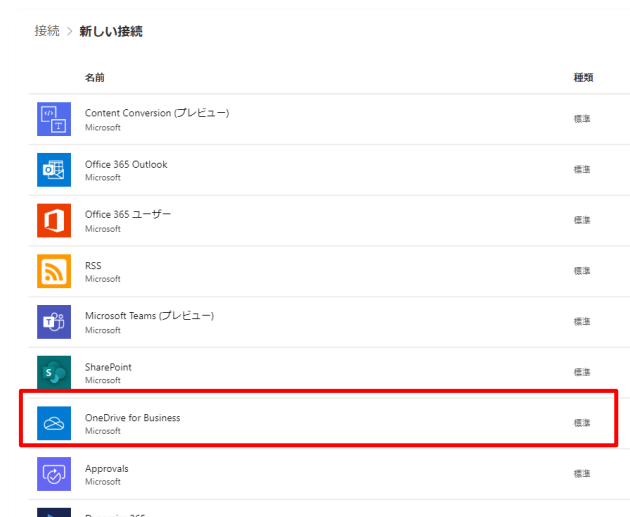 接続 > 新しい接続
名前 種類
Content Conversion (プレビュー)
Microsoft
標準
Office 365 Outlook
Microsoft
標準
Office 365 ユーザー
Microsoft
標準
RSS
Microsoft
標準
Microsoft Teams (プレビュー)
Microsoft
標準
SharePoint
Microsoft
標準
OneDrive for Business
Microsoft
標準
Approvals
Microsoft
標準